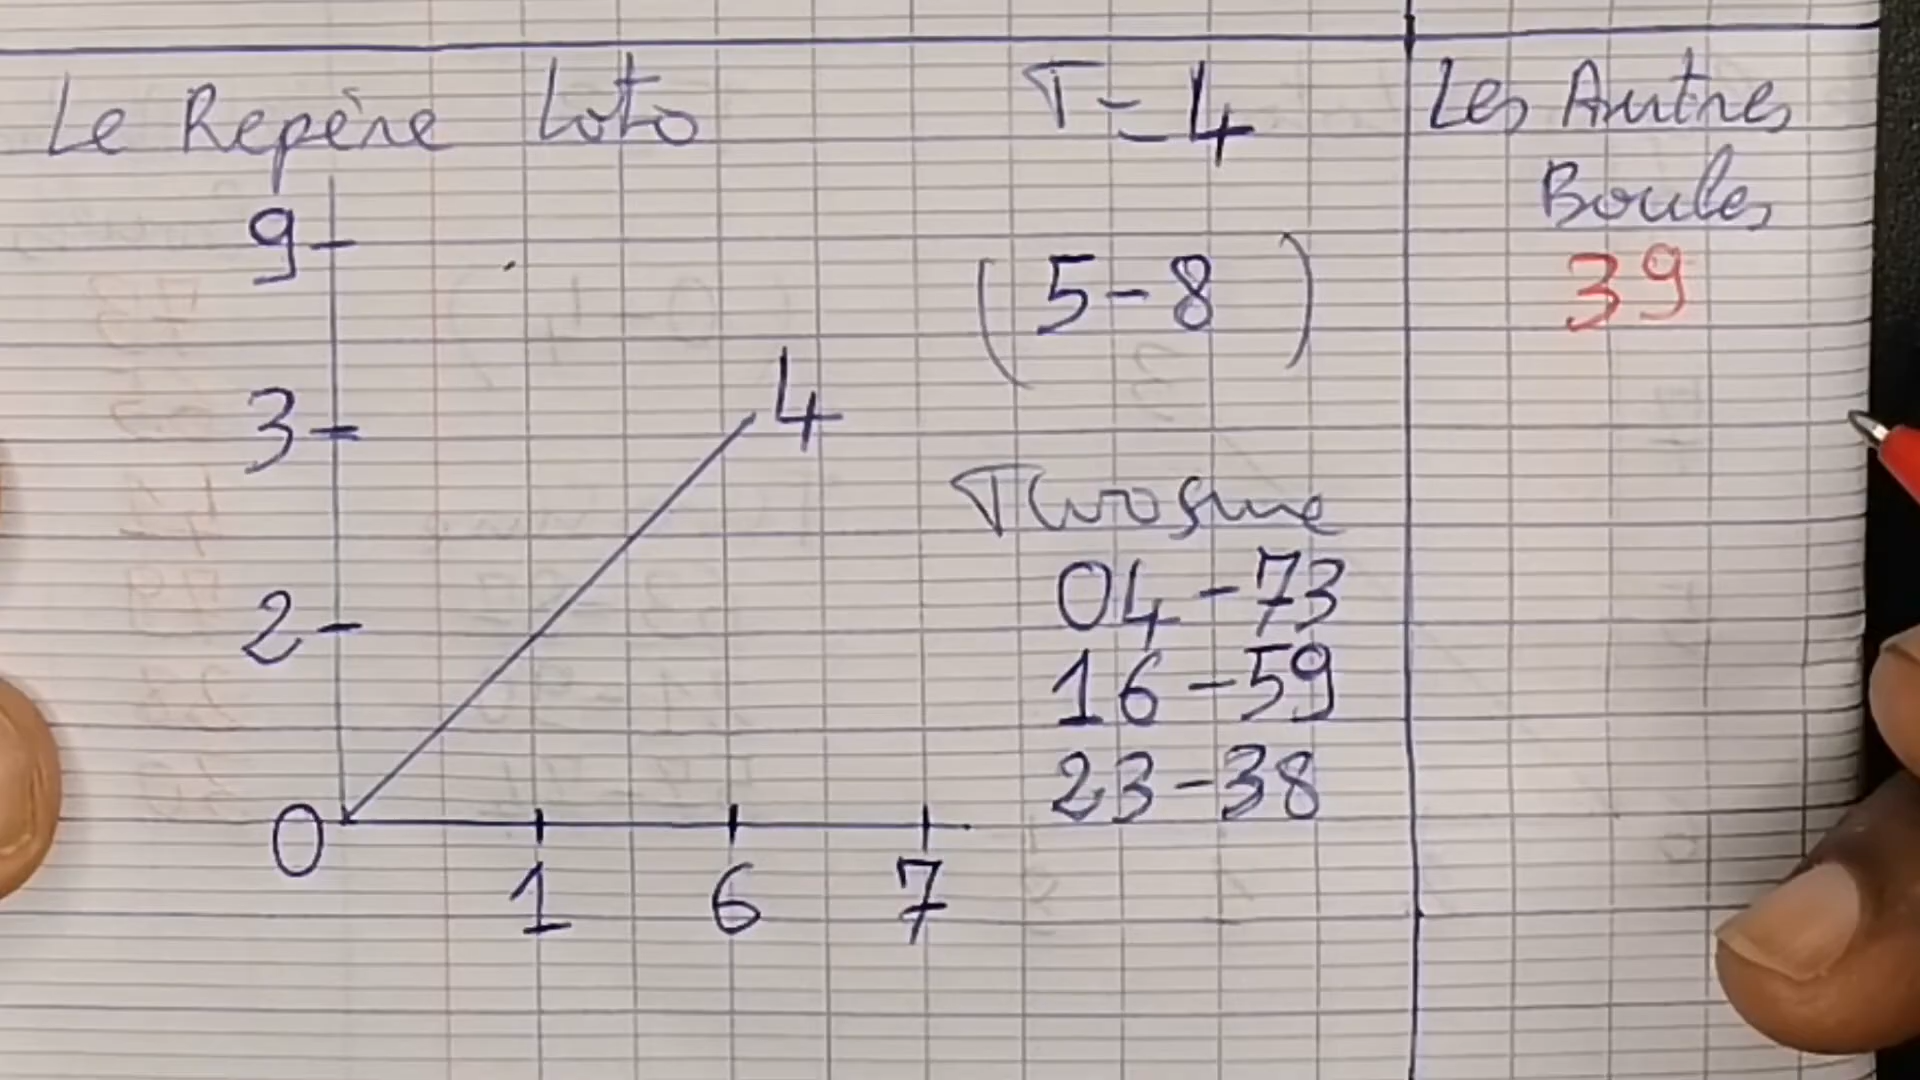 Le Repère Loto
T = 4
9
3
2
0
1 6 7
4
(5-8)
04-73
16-59
23-38
Les Autres
Boules
39